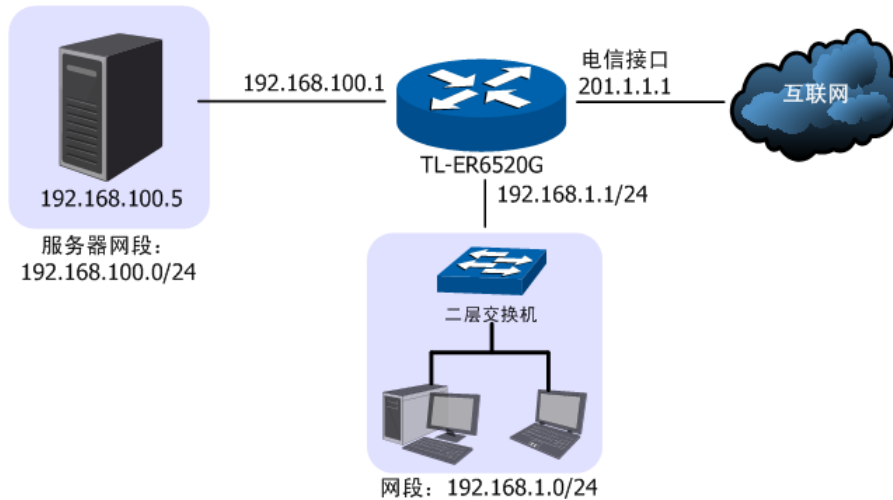 192.168.100.5
服务器网段：
192.168.100.0/24
192.168.100.1
TL-ER6520G
电信接口
201.1.1.1
互联网
192.168.1.1/24
二层交换机
网段：192.168.1.0/24